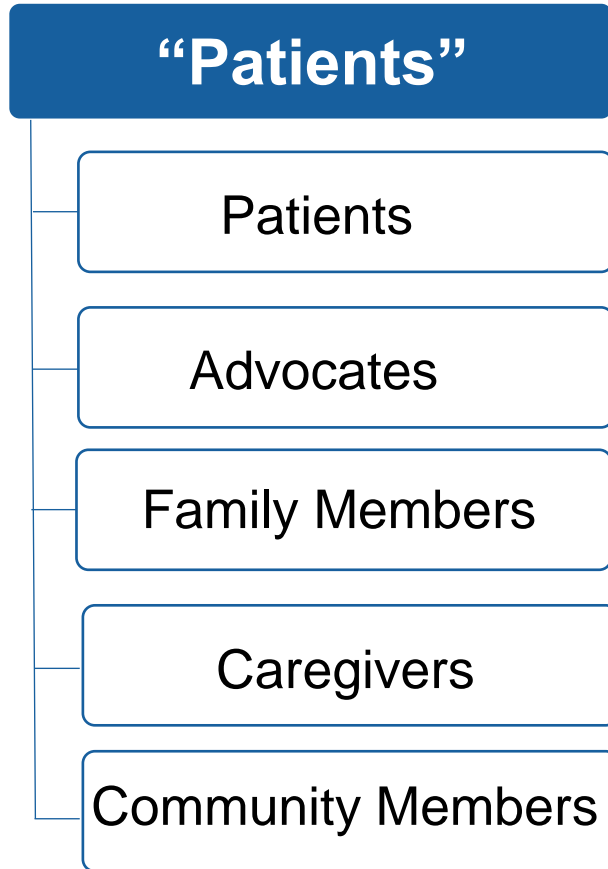 “Patients”
Patients
Advocates
Family Members
Caregivers
Community Members